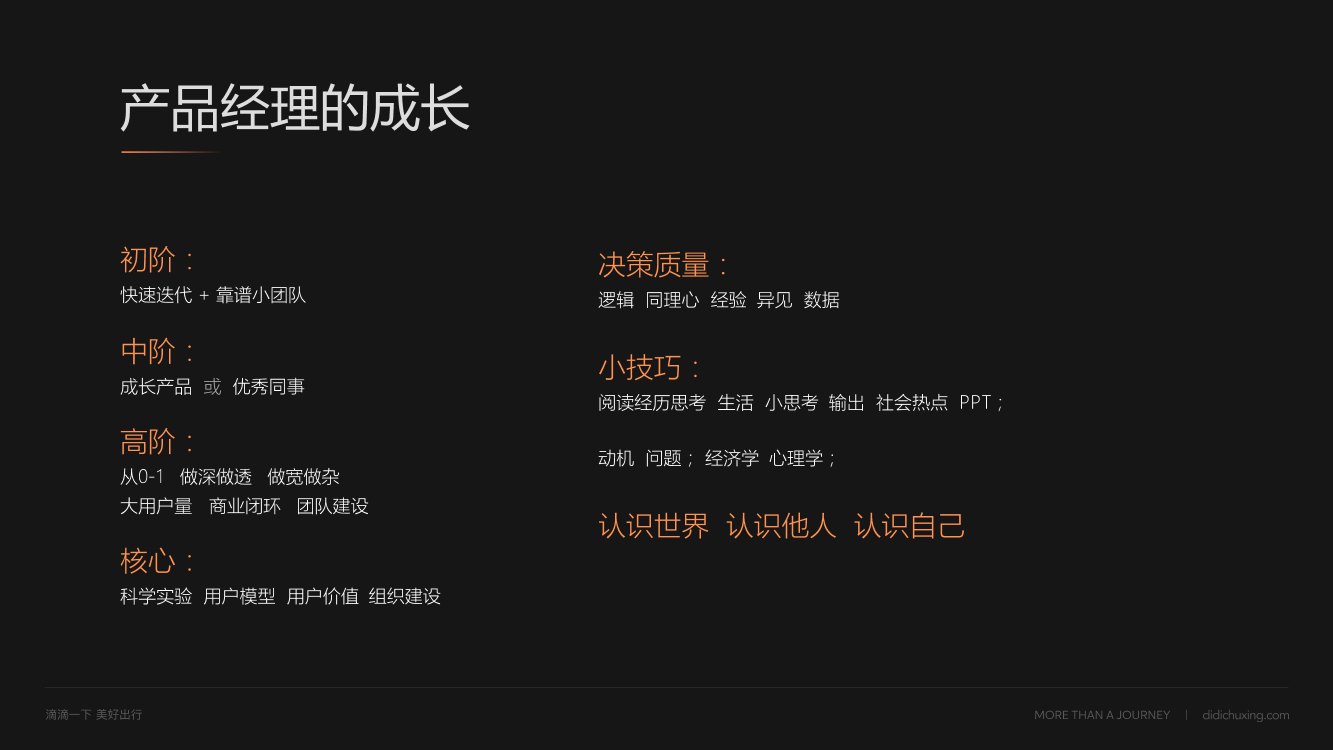 产品经理的成长
初阶：
快速迭代 + 靠谱小团队
中阶：
成长产品 或 优秀同事
高阶：
从0-1 做深做透 做宽做杂
大用户量 商业闭环 团队建设
核心：
科学实验 用户模型 用户价值 组织建设
决策质量：
逻辑 同理心 经验 异见 数据
小技巧：
阅读经历思考 生活 小思考 输出 社会热点 PPT；
动机 问题； 经济学 心理学；
认识世界 认识他人 认识自己
滴滴一下 美好出行
MORE THAN A JOURNEY | didichuxing.com